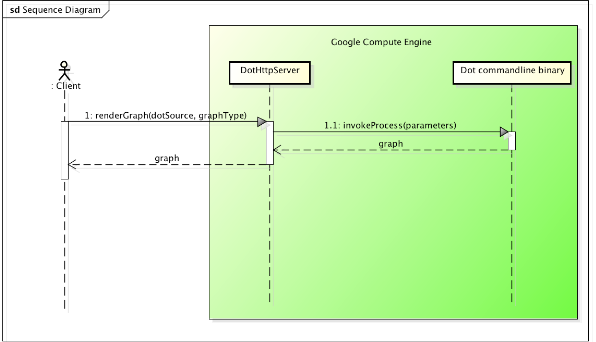 sd Sequence Diagram
Google Compute Engine
DotHttpServer
Dot commandline binary
: Client
1: renderGraph(dotSource, graphType)
1.1: invokeProcess(parameters)
graph
graph